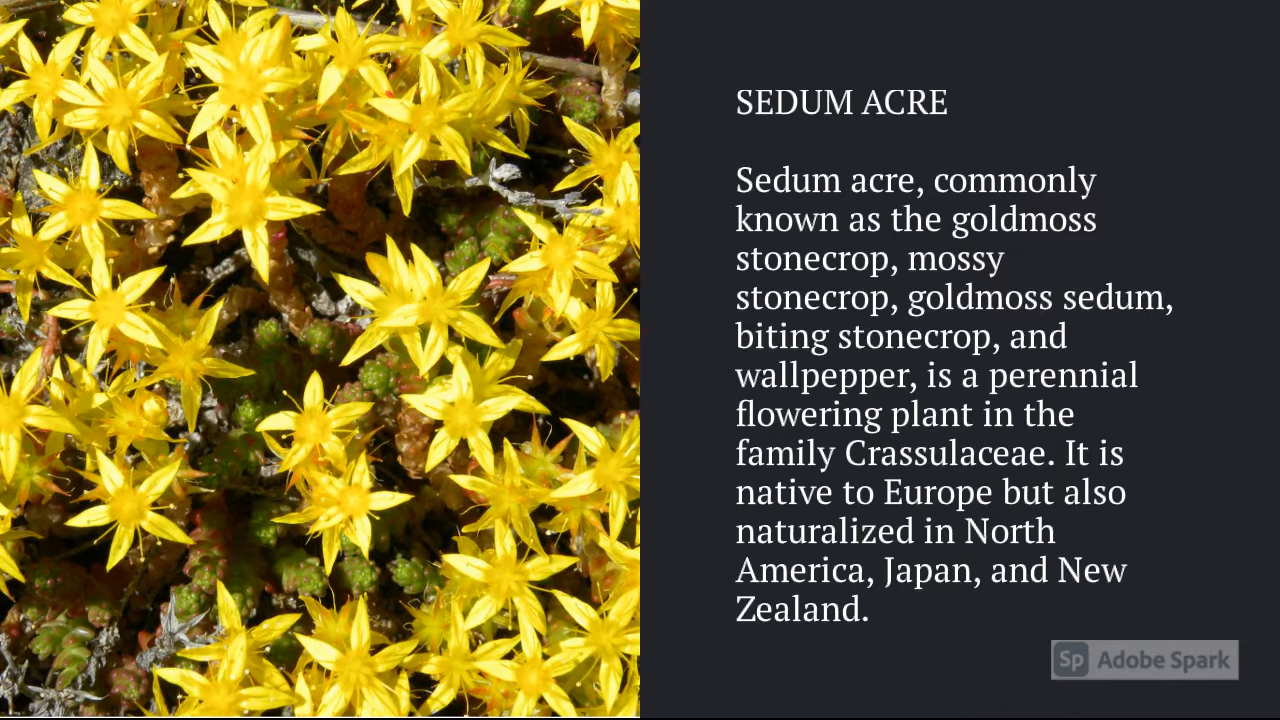 SEDUM ACRE
Sedum acre, commonly
known as the goldmoss
stonecrop, mossy
stonecrop, goldmoss sedum,
biting stonecrop, and
wallpepper, is a perennial
flowering plant in the
family Crassulaceae. It is
native to Europe but also
naturalized in North
America, Japan, and New
Zealand.
Sp Adobe Spark